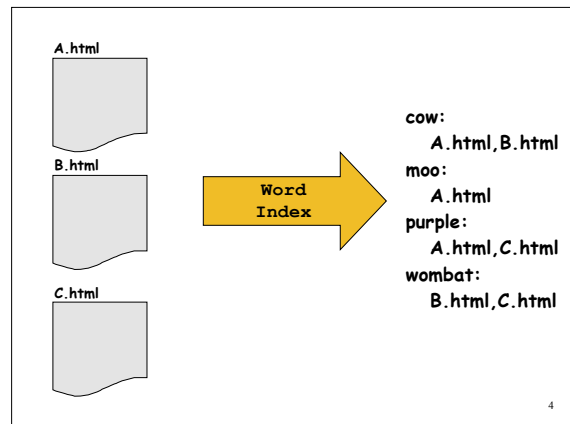 A.html
B.html
C.html
Word
Index
cow:
A.html,B.html
moo:
A.html
purple:
A.html,C.html
wombat:
B.html,C.html
4